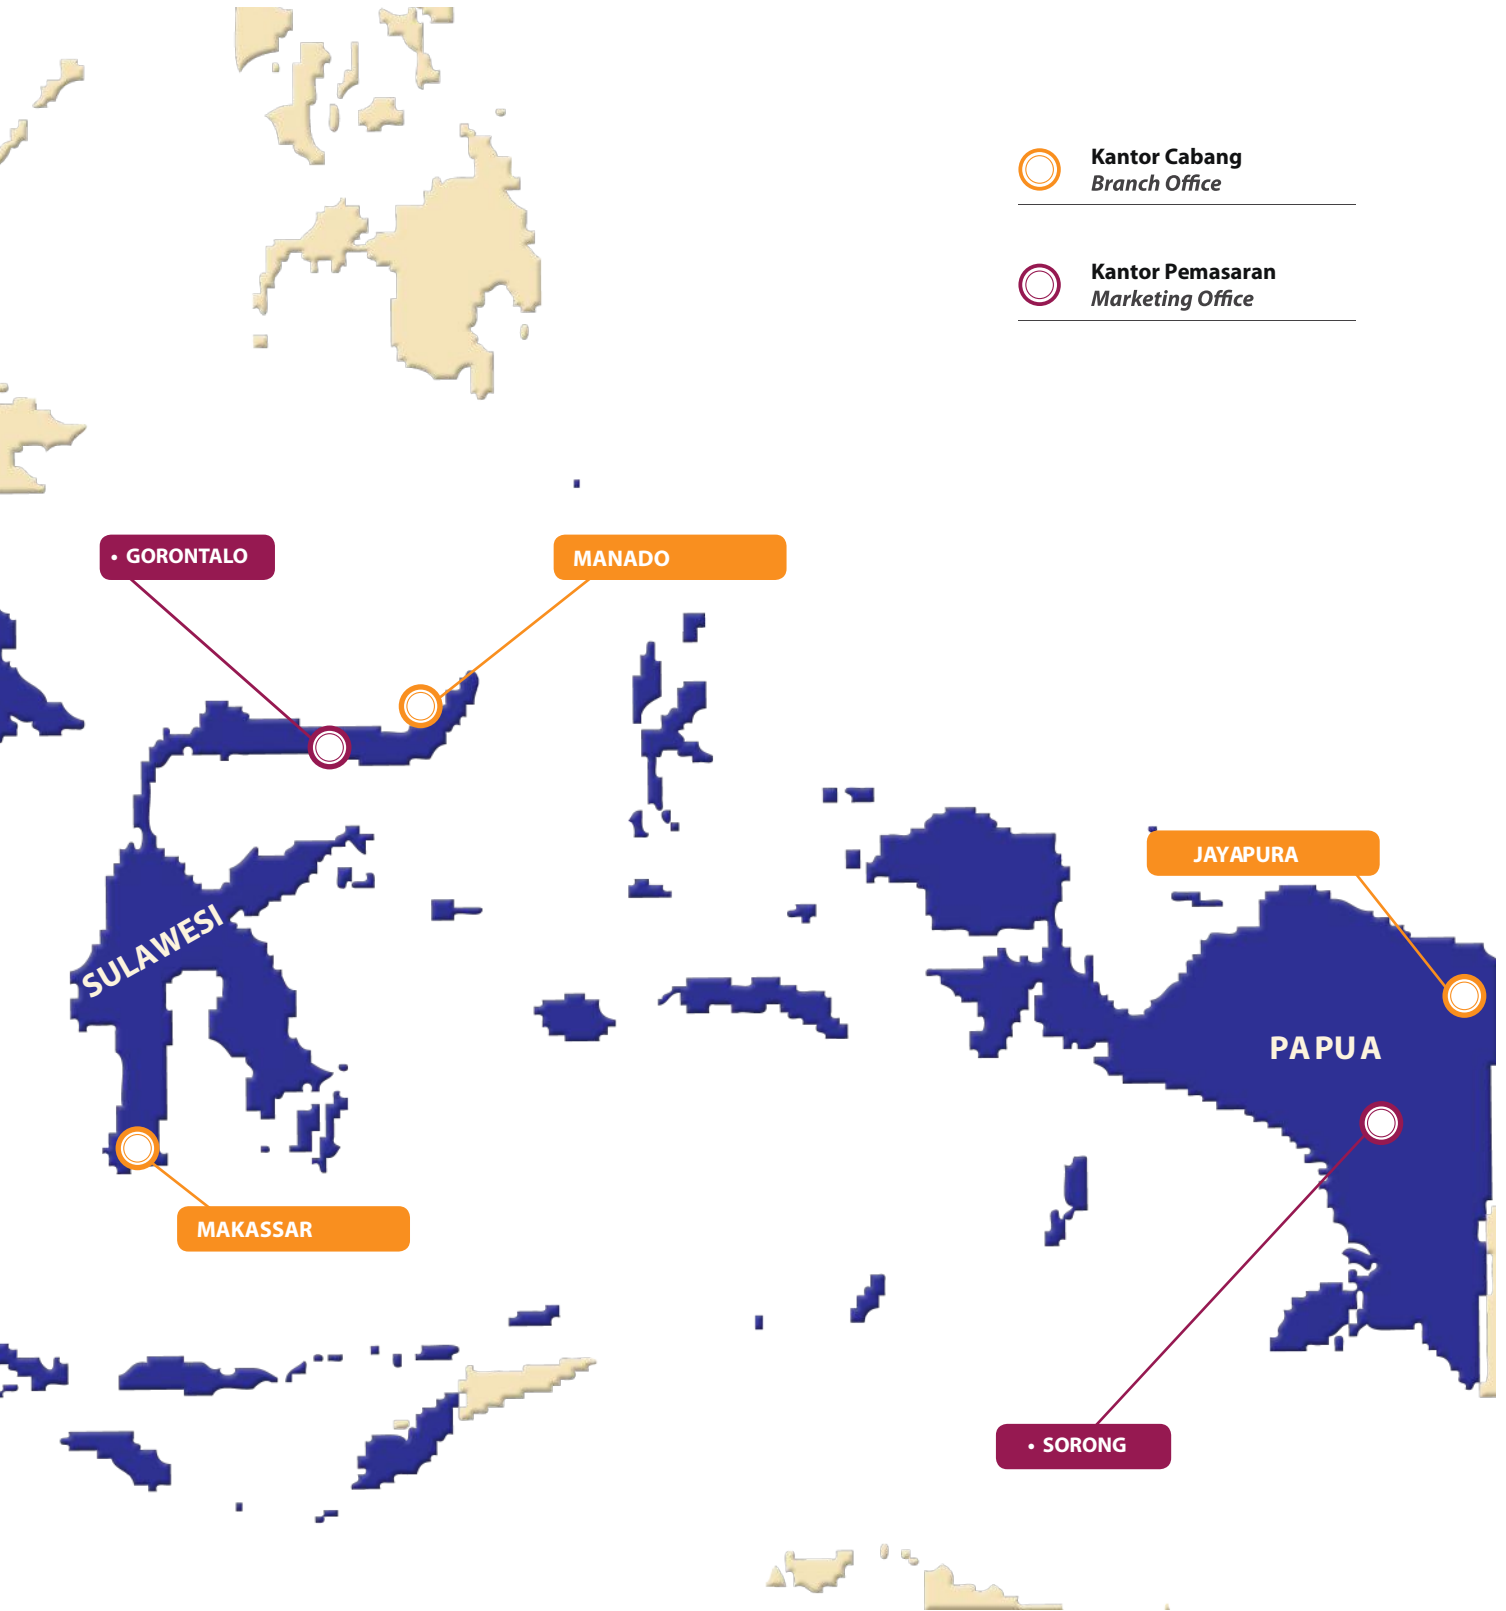 Kantor Cabang
Branch Office
Kantor Pemasaran
Marketing Office
• GORONTALO
MANADO
JAYAPURA
SULAWESI
PAPUA
MAKASSAR
• SORONG